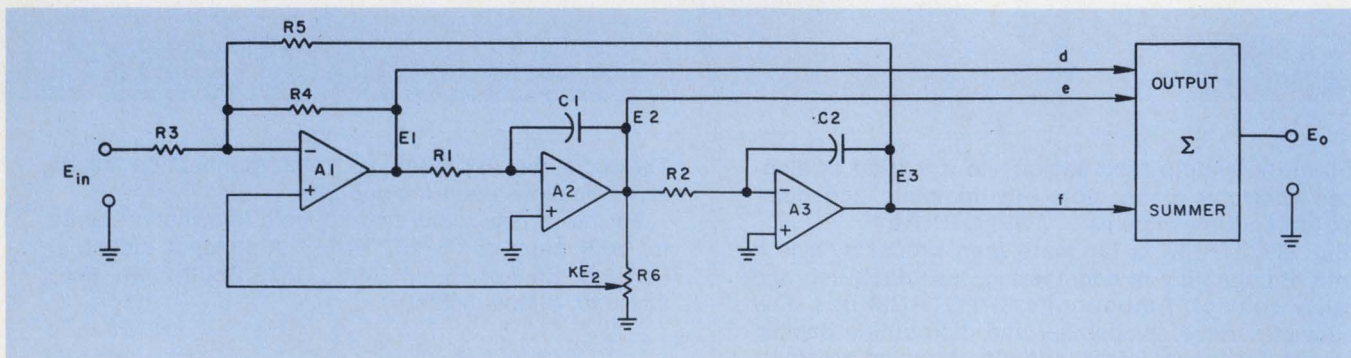 R5
d
OUTPUT
e
R4
C1
E2
C2
R3
E1
Σ
Eo
Ein
A1
R1
A2
R2
A3
E3
f
SUMMER
KE2
R6
− + − + − +